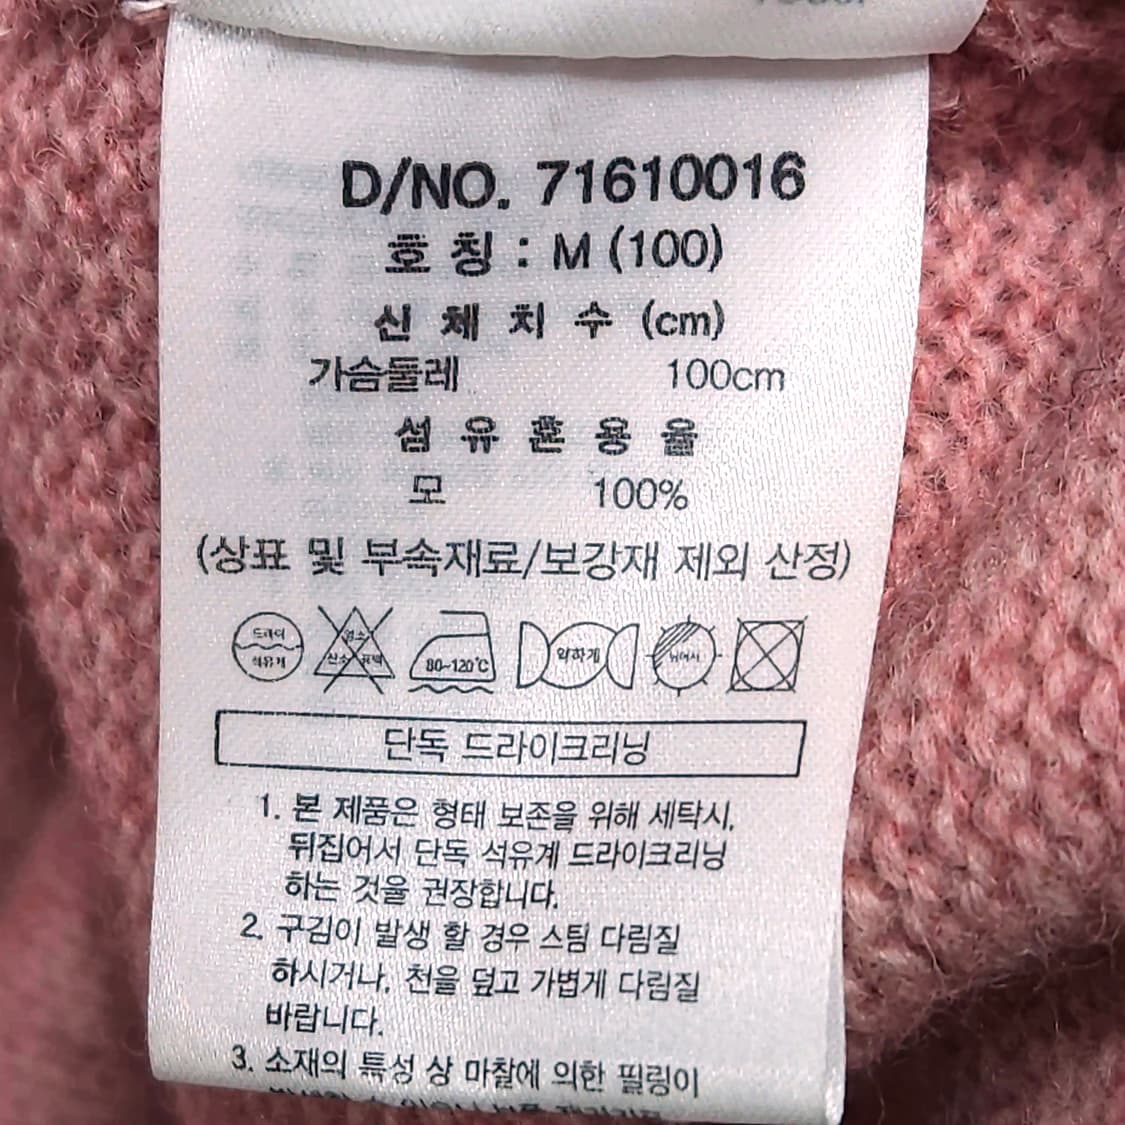 D/NO. 71610016
호 칭 : M (100)
신 체 치 수 (cm)
가슴둘레 100cm
섬 유 혼 용 율
모 100%
(상표 및 부속재료/보강재 제외 산정)
드라이 석유계 염소 산소 표백 80~120℃ 약하게 뉘어서
단독 드라이크리닝
1. 본 제품은 형태 보존을 위해 세탁시,
뒤집어서 단독 석유계 드라이크리닝
하는 것을 권장합니다.
2. 구김이 발생 할 경우 스팀 다림질
하시거나, 천을 덮고 가볍게 다림질
바랍니다.
3. 소재의 특성 상 마찰에 의한 필링이